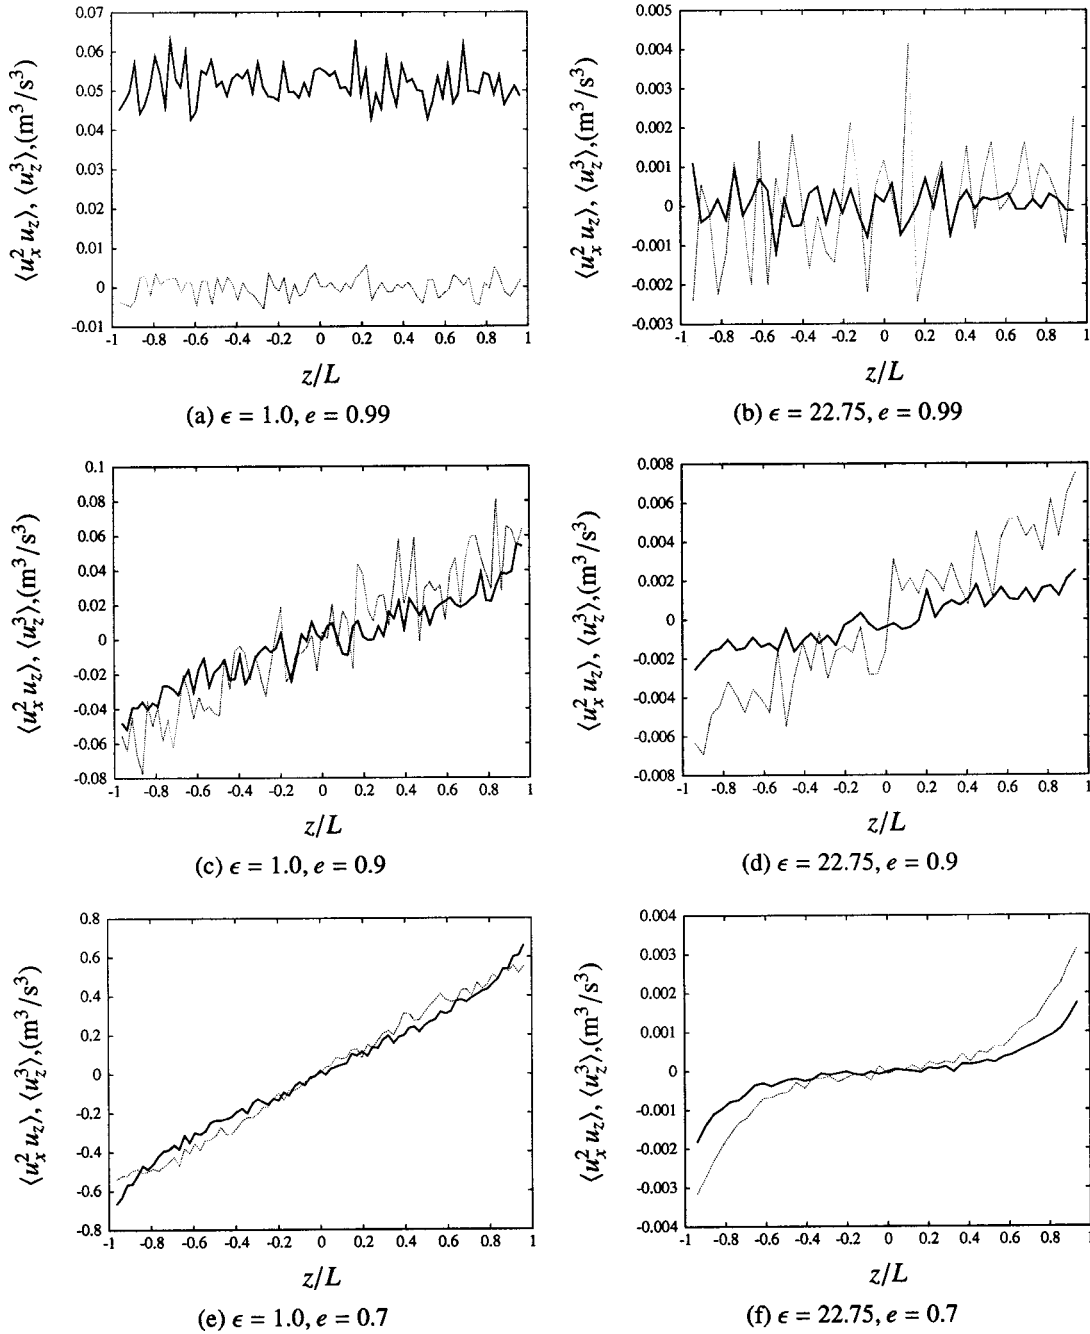 0.07
0.06
0.05
0.04
0.03
0.02
0.01
0
-0.01
-1 -0.8 -0.6 -0.4 -0.2 0 0.2 0.4 0.6 0.8 1
⟨u_x^2 u_z⟩, ⟨u_z^3⟩,(m^3/s^3)
z/L
(a) ϵ = 1.0, e = 0.99
0.005
0.004
0.003
0.002
0.001
0
-0.001
-0.002
-0.003
-1 -0.8 -0.6 -0.4 -0.2 0 0.2 0.4 0.6 0.8 1
⟨u_x^2 u_z⟩, ⟨u_z^3⟩,(m^3/s^3)
z/L
(b) ϵ = 22.75, e = 0.99
0.1
0.08
0.06
0.04
0.02
0
-0.02
-0.04
-0.06
-0.08
-1 -0.8 -0.6 -0.4 -0.2 0 0.2 0.4 0.6 0.8 1
⟨u_x^2 u_z⟩, ⟨u_z^3⟩,(m^3/s^3)
z/L
(c) ϵ = 1.0, e = 0.9
0.008
0.006
0.004
0.002
0
-0.002
-0.004
-0.006
-0.008
-1 -0.8 -0.6 -0.4 -0.2 0 0.2 0.4 0.6 0.8 1
⟨u_x^2 u_z⟩, ⟨u_z^3⟩,(m^3/s^3)
z/L
(d) ϵ = 22.75, e = 0.9
0.8
0.6
0.4
0.2
0
-0.2
-0.4
-0.6
-0.8
-1 -0.8 -0.6 -0.4 -0.2 0 0.2 0.4 0.6 0.8 1
⟨u_x^2 u_z⟩, ⟨u_z^3⟩,(m^3/s^3)
z/L
(e) ϵ = 1.0, e = 0.7
0.004
0.003
0.002
0.001
0
-0.001
-0.002
-0.003
-0.004
-1 -0.8 -0.6 -0.4 -0.2 0 0.2 0.4 0.6 0.8 1
⟨u_x^2 u_z⟩, ⟨u_z^3⟩,(m^3/s^3)
z/L
(f) ϵ = 22.75, e = 0.7